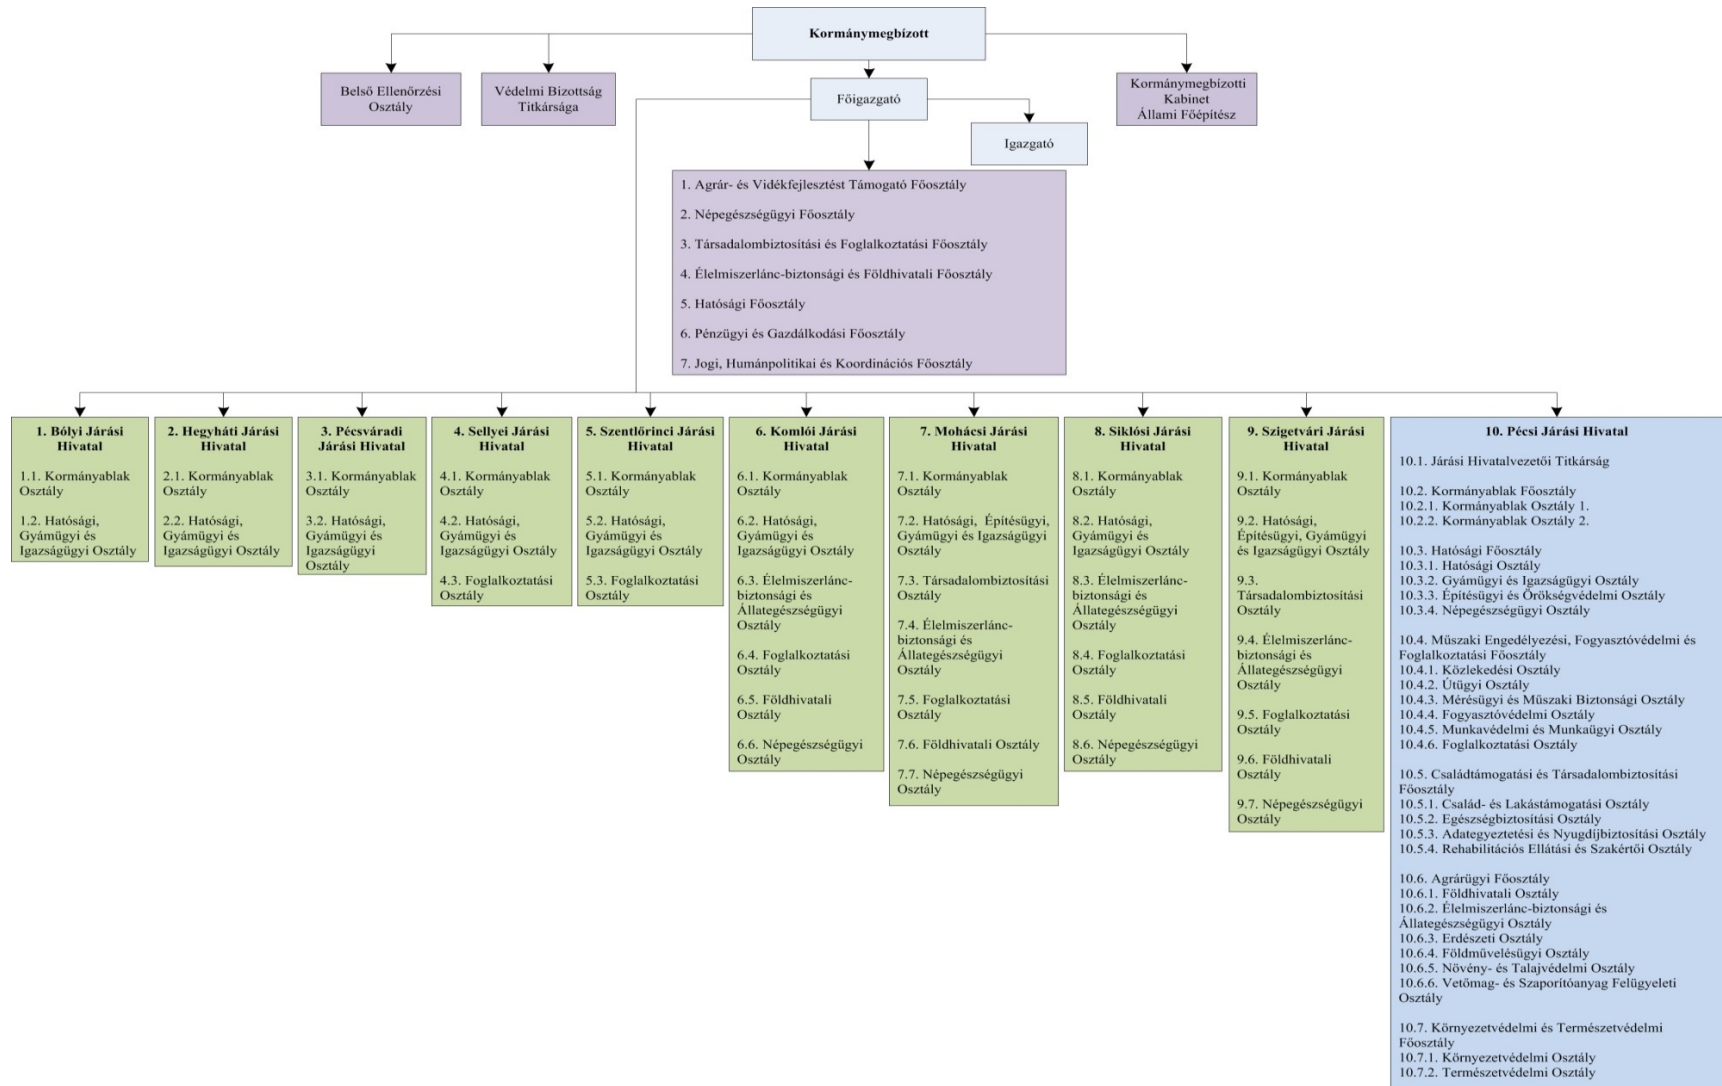 Kormánymegbízott
Belső Ellenőrzési
Osztály
Védelmi Bizottság
Titkársága
Főigazgató
Kormánymegbízotti
Kabinet
Állami Főépítész
Igazgató
1. Agrár- és Vidékfejlesztést Támogató Főosztály
2. Népegészségügyi Főosztály
3. Társadalombiztosítási és Foglalkoztatási Főosztály
4. Élelmiszerlánc-biztonsági és Földhivatali Főosztály
5. Hatósági Főosztály
6. Pénzügyi és Gazdálkodási Főosztály
7. Jogi, Humánpolitikai és Koordinációs Főosztály
1. Bólyi Járási
Hivatal
1.1. Kormányablak
Osztály
1.2. Hatósági,
Gyámügyi és
Igazságügyi Osztály
2. Hegyháti Járási
Hivatal
2.1. Kormányablak
Osztály
2.2. Hatósági,
Gyámügyi és
Igazságügyi Osztály
3. Pécsváradi
Járási Hivatal
3.1. Kormányablak
Osztály
3.2. Hatósági,
Gyámügyi és
Igazságügyi
Osztály
4. Sellyei Járási
Hivatal
4.1. Kormányablak
Osztály
4.2. Hatósági,
Gyámügyi és
Igazságügyi Osztály
4.3. Foglalkoztatási
Osztály
5. Szentlőrinci Járási
Hivatal
5.1. Kormányablak
Osztály
5.2. Hatósági,
Gyámügyi és
Igazságügyi Osztály
5.3. Foglalkoztatási
Osztály
6. Komlói Járási
Hivatal
6.1. Kormányablak
Osztály
6.2. Hatósági,
Gyámügyi és
Igazságügyi Osztály
6.3. Élelmiszerlánc-
biztonsági és
Állategészségügyi
Osztály
6.4. Foglalkoztatási
Osztály
6.5. Földhivatali
Osztály
6.6. Népegészségügyi
Osztály
7. Mohácsi Járási
Hivatal
7.1. Kormányablak
Osztály
7.2. Hatósági, Építésügyi,
Gyámügyi és Igazságügyi
Osztály
7.3. Társadalombiztosítási
Osztály
7.4. Élelmiszerlánc-
biztonsági és
Állategészségügyi
Osztály
7.5. Foglalkoztatási
Osztály
7.6. Földhivatali Osztály
7.7. Népegészségügyi
Osztály
8. Siklósi Járási
Hivatal
8.1. Kormányablak
Osztály
8.2. Hatósági,
Gyámügyi és
Igazságügyi Osztály
8.3. Élelmiszerlánc-
biztonsági és
Állategészségügyi
Osztály
8.4. Foglalkoztatási
Osztály
8.5. Földhivatali
Osztály
8.6. Népegészségügyi
Osztály
9. Szigetvári Járási
Hivatal
9.1. Kormányablak
Osztály
9.2. Hatósági,
Építésügyi, Gyámügyi
és Igazságügyi Osztály
9.3.
Társadalombiztosítási
Osztály
9.4. Élelmiszerlánc-
biztonsági és
Állategészségügyi
Osztály
9.5. Foglalkoztatási
Osztály
9.6. Földhivatali
Osztály
9.7. Népegészségügyi
Osztály
10. Pécsi Járási Hivatal
10.1. Járási Hivatalvezetői Titkárság
10.2. Kormányablak Főosztály
10.2.1. Kormányablak Osztály 1.
10.2.2. Kormányablak Osztály 2.
10.3. Hatósági Főosztály
10.3.1. Hatósági Osztály
10.3.2. Gyámügyi és Igazságügyi Osztály
10.3.3. Építésügyi és Örökségvédelmi Osztály
10.3.4. Népegészségügyi Osztály
10.4. Műszaki Engedélyezési, Fogyasztóvédelmi és
Foglalkoztatási Főosztály
10.4.1. Közlekedési Osztály
10.4.2. Útügyi Osztály
10.4.3. Mérésügyi és Műszaki Biztonsági Osztály
10.4.4. Fogyasztóvédelmi Osztály
10.4.5. Munkavédelmi és Munkaügyi Osztály
10.4.6. Foglalkoztatási Osztály
10.5. Családtámogatási és Társadalombiztosítási
Főosztály
10.5.1. Család- és Lakástámogatási Osztály
10.5.2. Egészségbiztosítási Osztály
10.5.3. Adategyeztetési és Nyugdíjbiztosítási Osztály
10.5.4. Rehabilitációs Ellátási és Szakértői Osztály
10.6. Agrárügyi Főosztály
10.6.1. Földhivatali Osztály
10.6.2. Élelmiszerlánc-biztonsági és
Állategészségügyi Osztály
10.6.3. Erdészeti Osztály
10.6.4. Földművelésügyi Osztály
10.6.5. Növény- és Talajvédelmi Osztály
10.6.6. Vetőmag- és Szaporítóanyag Felügyeleti
Osztály
10.7. Környezetvédelmi és Természetvédelmi
Főosztály
10.7.1. Környezetvédelmi Osztály
10.7.2. Természetvédelmi Osztály